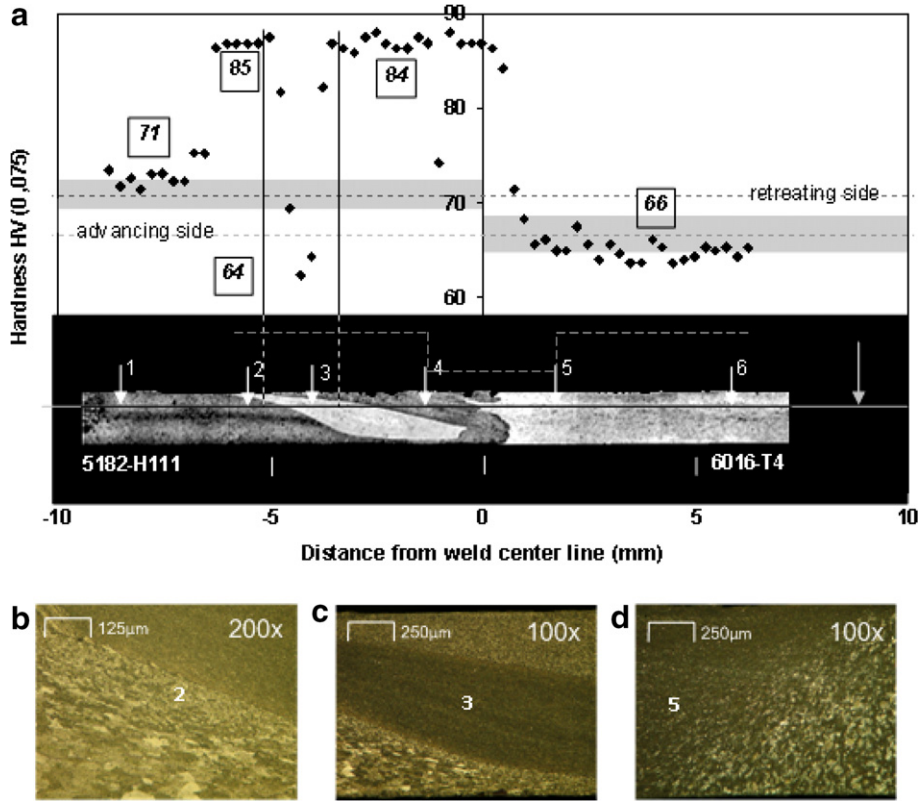 a
90
80
70
60
Hardness HV (0 ,075)
85
84
71
retreating side
66
advancing side
64
1
2
3
4
5
6
5182-H111
6016-T4
-10
-5
0
5
10
Distance from weld center line (mm)
b
125µm
200x
2
c
250µm
100x
3
d
250µm
100x
5